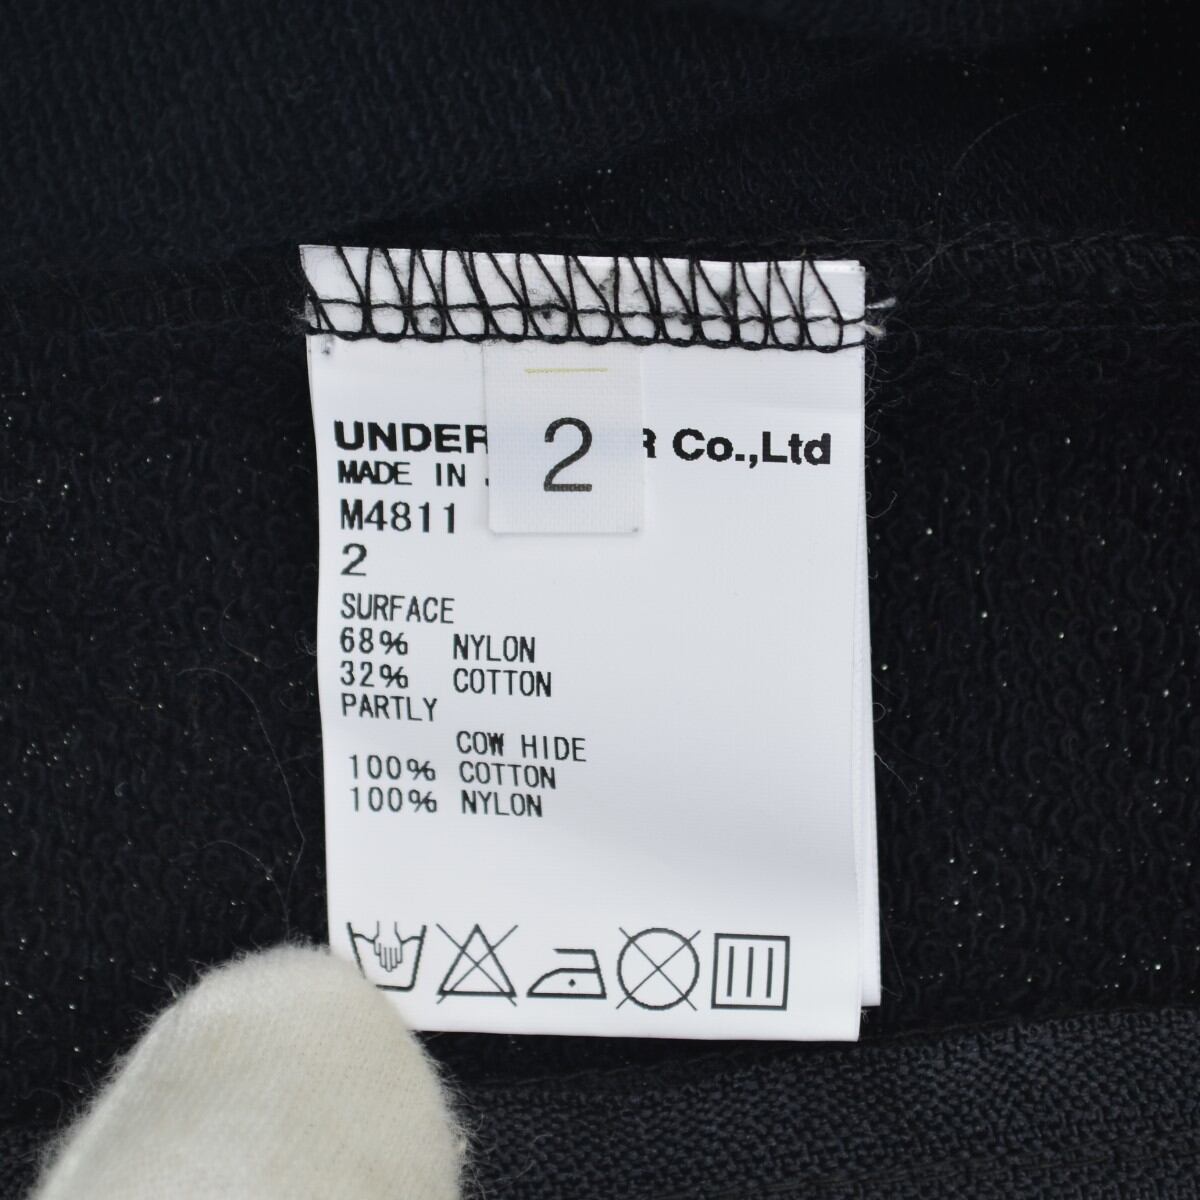 2
Co.,Ltd
MADE IN
M4811
2
SURFACE
68% NYLON
32% COTTON
PARTLY
COW HIDE
100% COTTON
100% NYLON